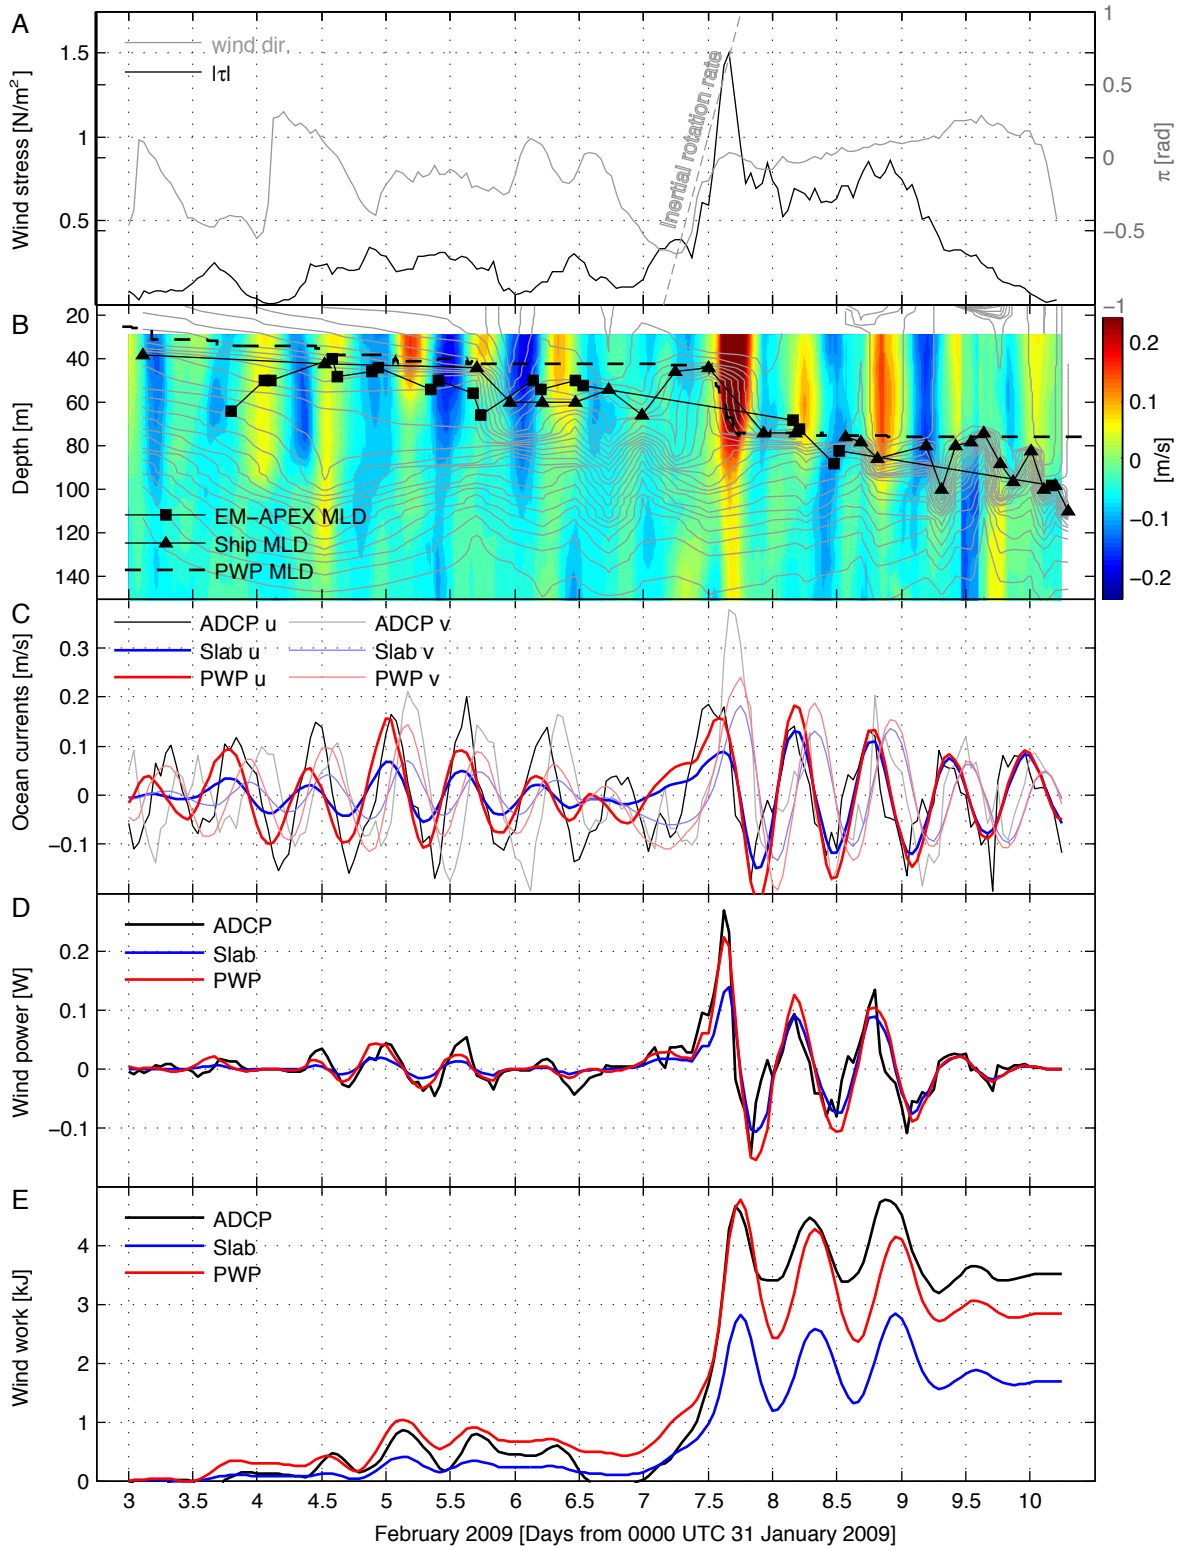 A
wind dir.
|τ|
Inertial rotation rate
Wind stress [N/m²]
1.5
1
0.5
1
0.5
0
−0.5
−1
π [rad]
B
20
40
60
80
100
120
140
Depth [m]
EM−APEX MLD
Ship MLD
PWP MLD
0.2
0.1
0
−0.1
−0.2
[m/s]
C
ADCP u
ADCP v
Slab u
Slab v
PWP u
PWP v
0.3
0.2
0.1
0
−0.1
Ocean currents [m/s]
D
ADCP
Slab
PWP
0.2
0.1
0
−0.1
Wind power [W]
E
ADCP
Slab
PWP
4
3
2
1
0
Wind work [kJ]
3 3.5 4 4.5 5 5.5 6 6.5 7 7.5 8 8.5 9 9.5 10
February 2009 [Days from 0000 UTC 31 January 2009]